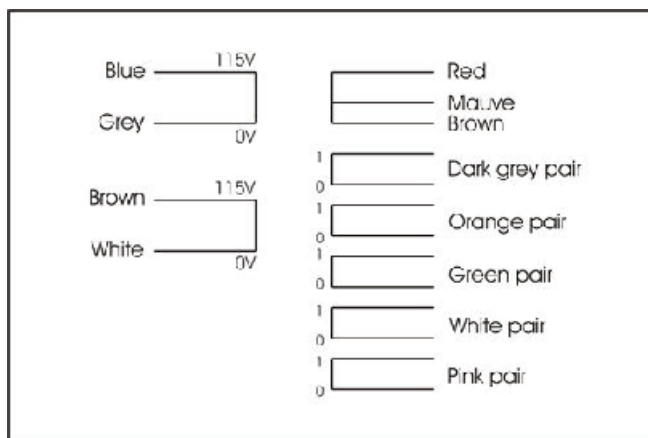 115V
Blue
Grey
0V
115V
Brown
White
0V
Red
Mauve
Brown
1
Dark grey pair
0
1
Orange pair
0
1
Green pair
0
1
White pair
0
1
Pink pair
0